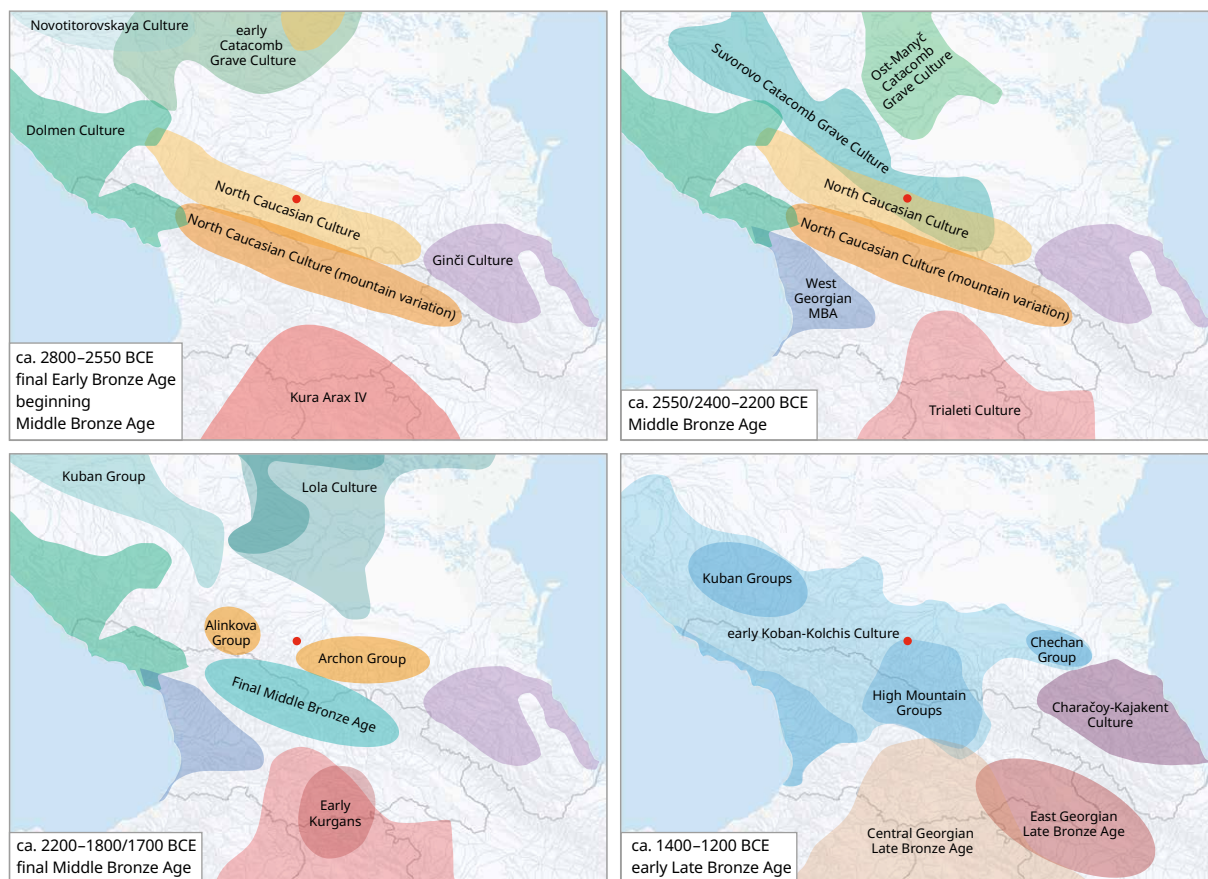 Novotitorovskaya Culture
early
Catacomb
Grave Culture
Dolmen Culture
North Caucasian Culture
North Caucasian Culture (mountain variation)
Ginči Culture
Kura Arax IV
ca. 2800–2550 BCE
final Early Bronze Age
beginning
Middle Bronze Age
Suvorovo Catacomb Grave Culture
Ost-Manyč
Catacomb
Grave Culture
North Caucasian Culture
North Caucasian Culture (mountain variation)
West
Georgian
MBA
Trialeti Culture
ca. 2550/2400–2200 BCE
Middle Bronze Age
Kuban Group
Lola Culture
Alinkova
Group
Archon Group
Final Middle Bronze Age
Early
Kurgans
ca. 2200–1800/1700 BCE
final Middle Bronze Age
Kuban Groups
early Koban-Kolchis Culture
Chechan
Group
High Mountain
Groups
Charačoy-Kajakent
Culture
Central Georgian
Late Bronze Age
East Georgian
Late Bronze Age
ca. 1400–1200 BCE
early Late Bronze Age